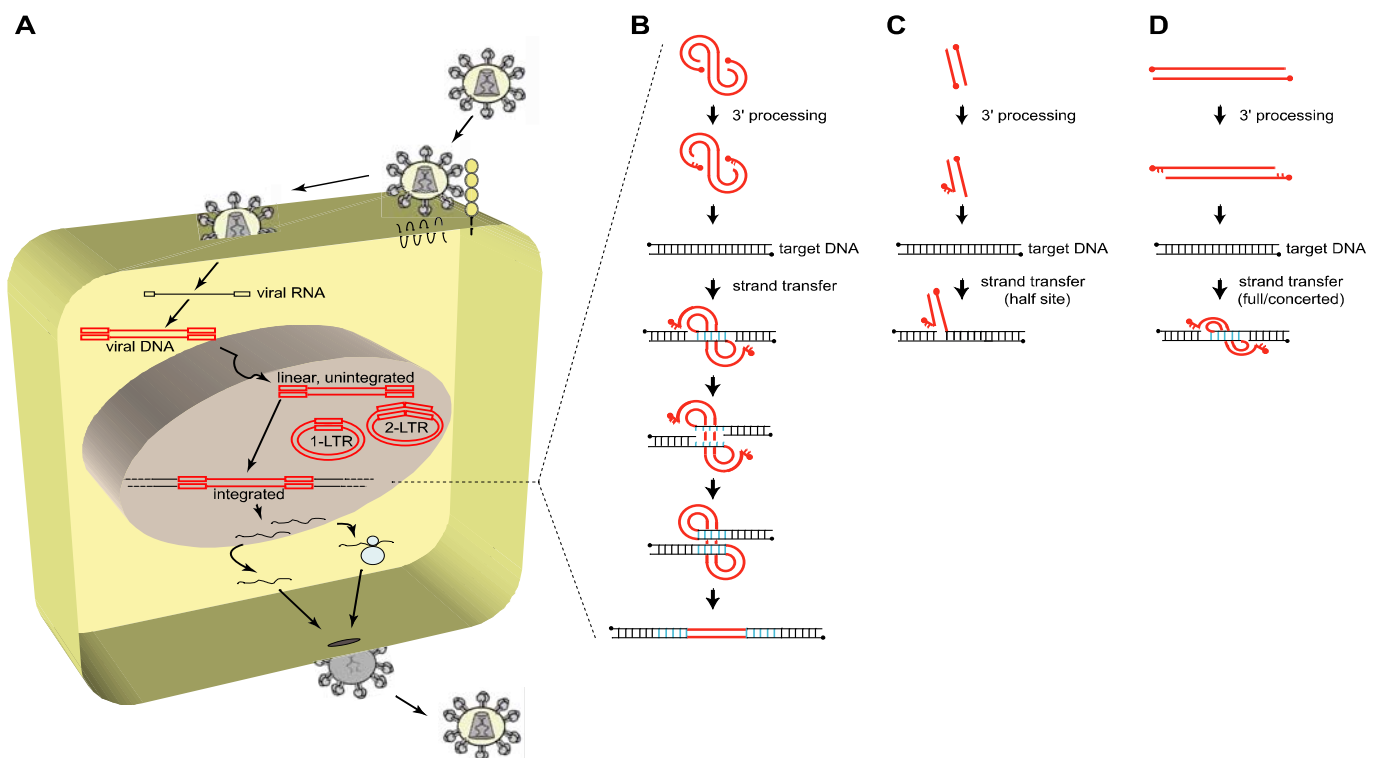 A
viral RNA
viral DNA
linear, unintegrated
1-LTR
2-LTR
integrated
B
3' processing
target DNA
strand transfer
C
3' processing
target DNA
strand transfer
(half site)
D
3' processing
target DNA
strand transfer
(full/concerted)